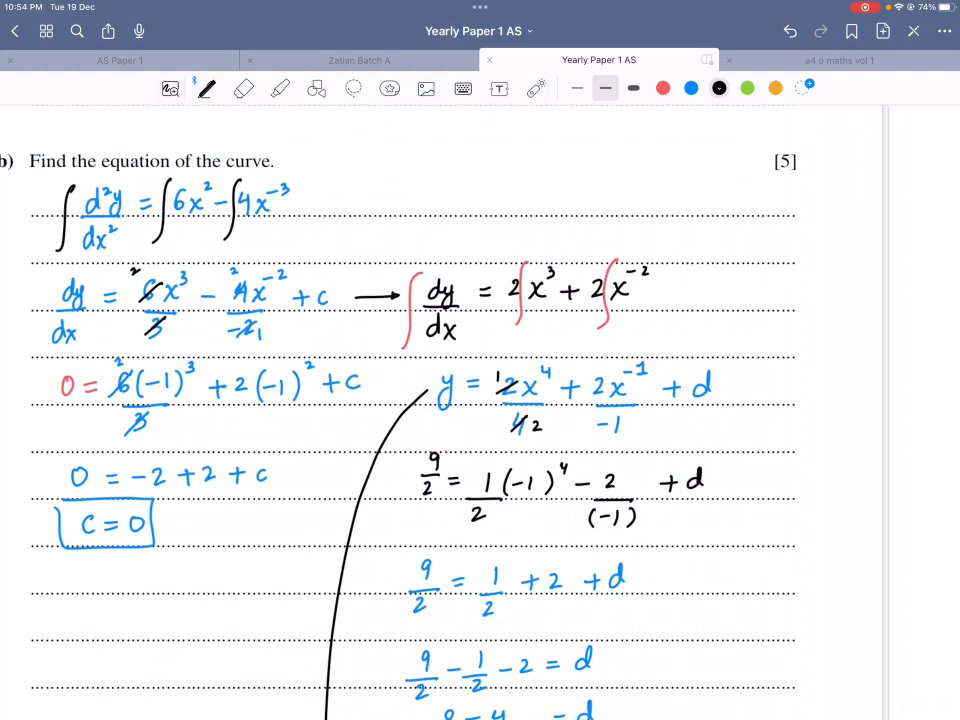 10:54 PM Tue 19 Dec
74%
Yearly Paper 1 AS
AS Paper 1
Zatian Batch A
Yearly Paper 1 AS
a4 o maths vol 1
b) Find the equation of the curve. [5]
∫ d²y/dx² = ∫6x² - ∫4x⁻³
dy/dx = 6x³/3 - 4x⁻²/-2 + c → ∫ dy/dx = 2∫x³ + 2∫x⁻²
0 = 6(-1)³/3 + 2(-1)² + c
y = 2x⁴/4 + 2x⁻¹/-1 + d
0 = -2 + 2 + c
9/2 = 1/2 (-1)⁴ - 2/(-1) + d
c = 0
9/2 = 1/2 + 2 + d
9/2 - 1/2 - 2 = d